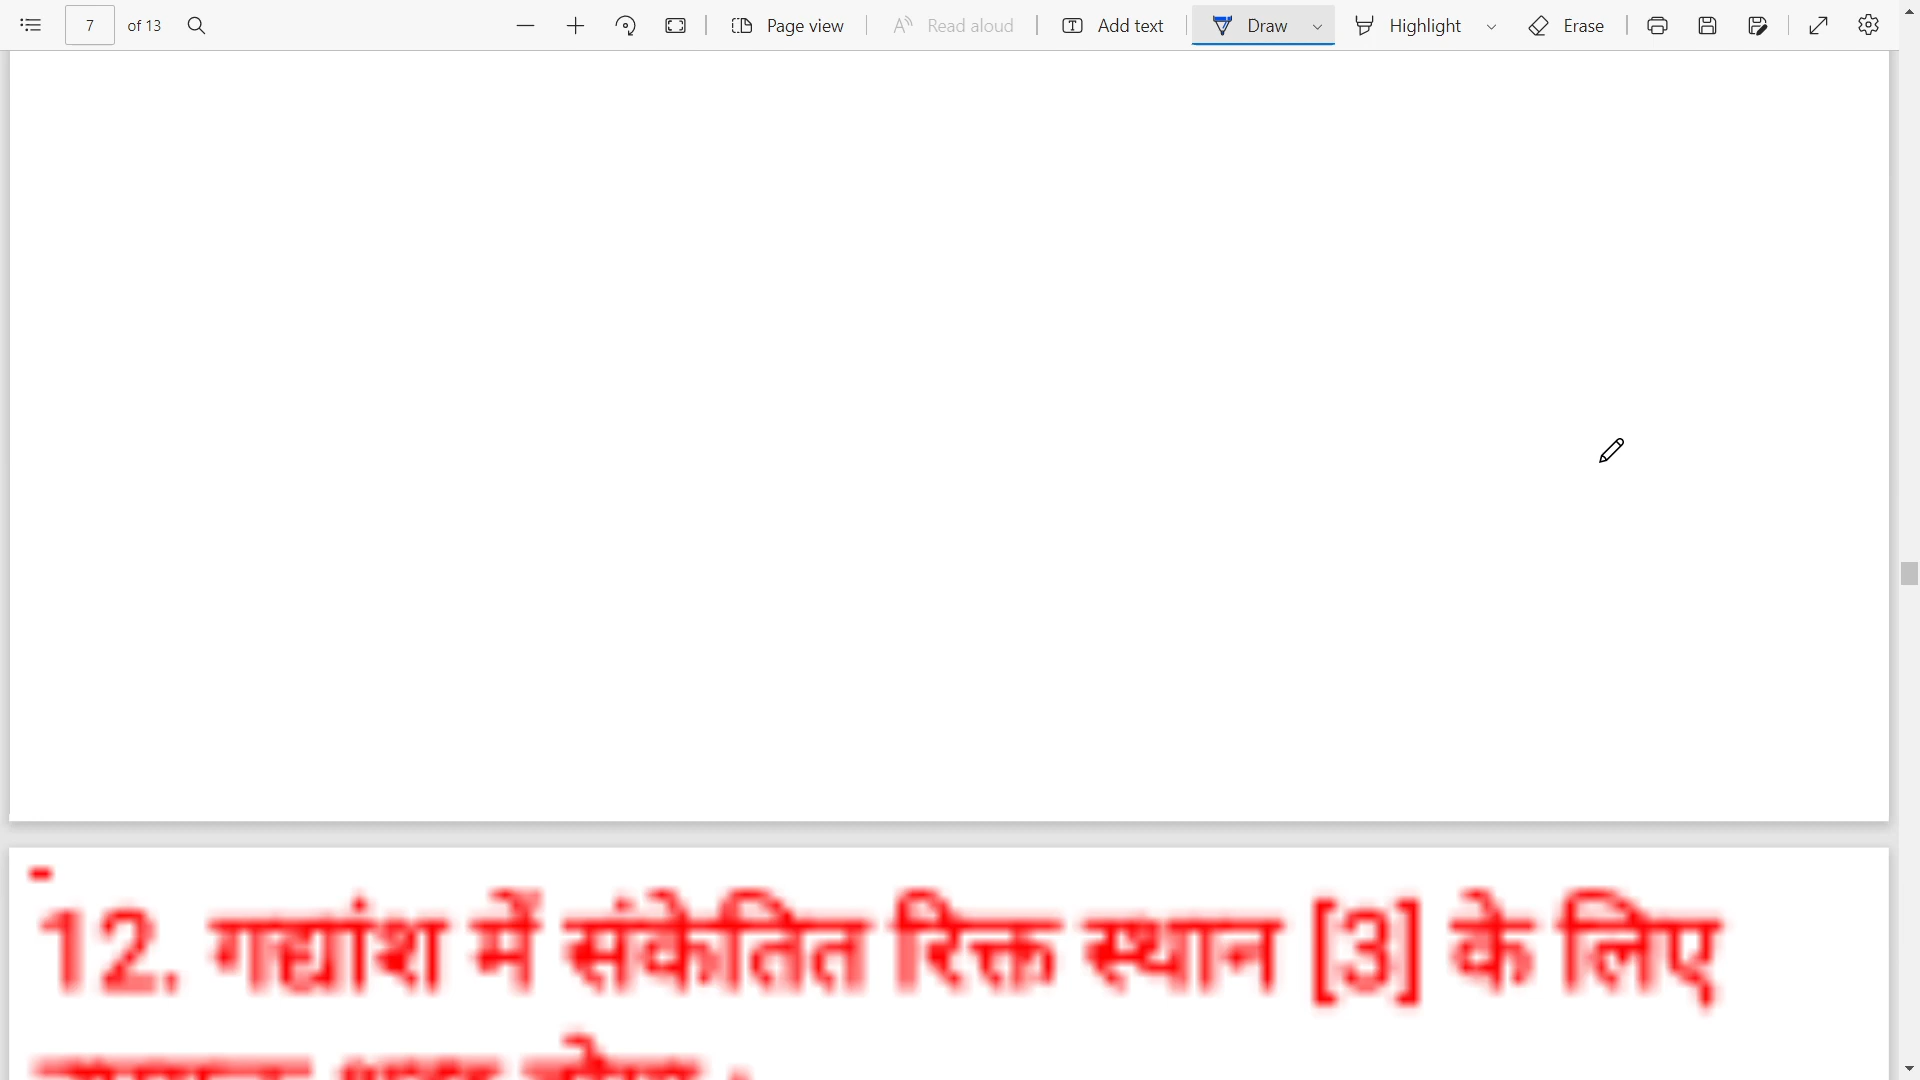 7 of 13 Page view Read aloud Add text Draw Highlight Erase
12. गद्यांश में संकेतित रिक्त स्थान [3] के लिए